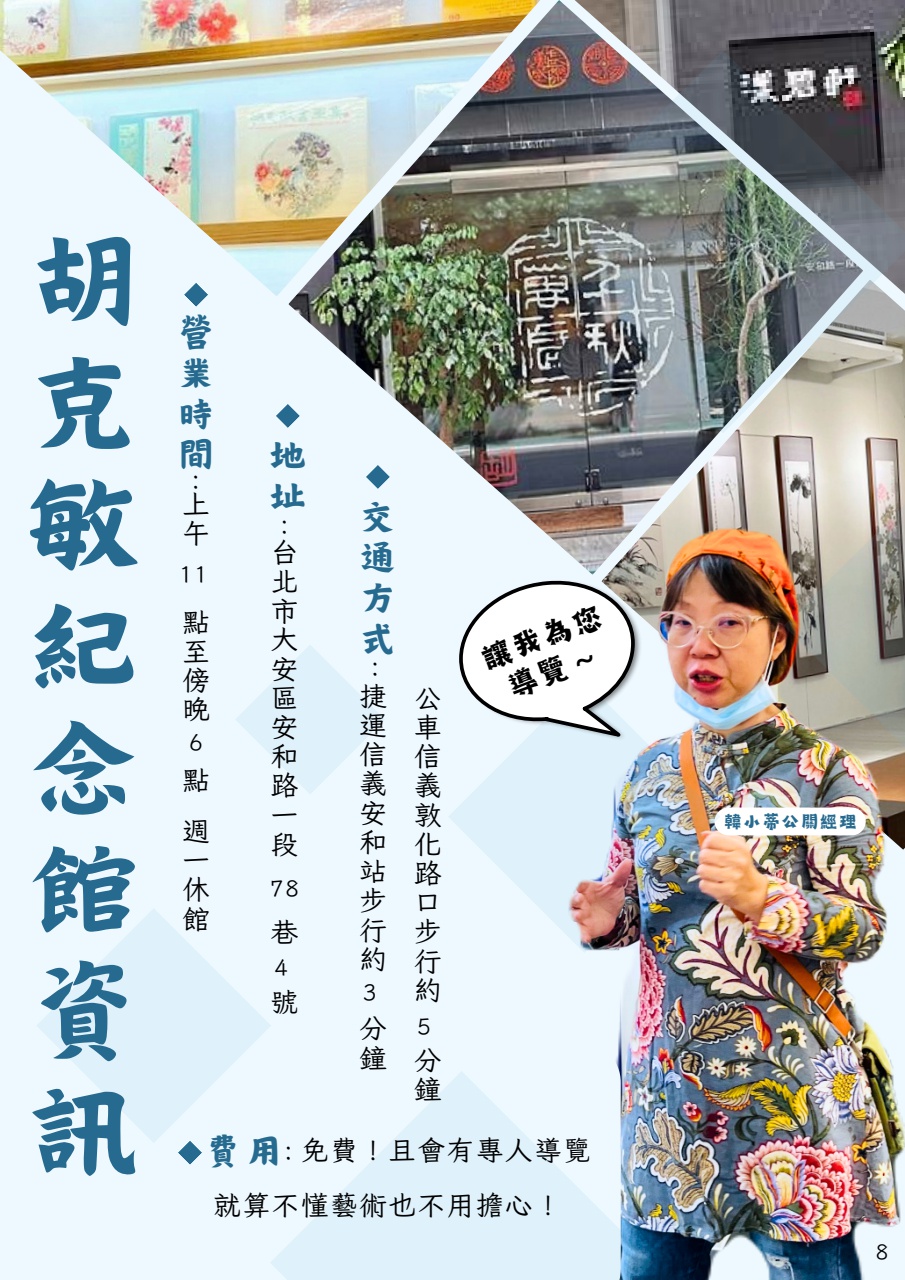 胡克敏紀念館資訊
◆營業時間：上午 11 點至傍晚 6 點 週一休館
◆地址：台北市大安區安和路一段 78 巷 4 號
◆交通方式：捷運信義安和站步行約 3 分鐘
公車信義敦化路口步行約 5 分鐘
◆費用：免費！且會有專人導覽
就算不懂藝術也不用擔心！
讓我為您
導覽～
韓小蒂公關經理
安和路一段
8